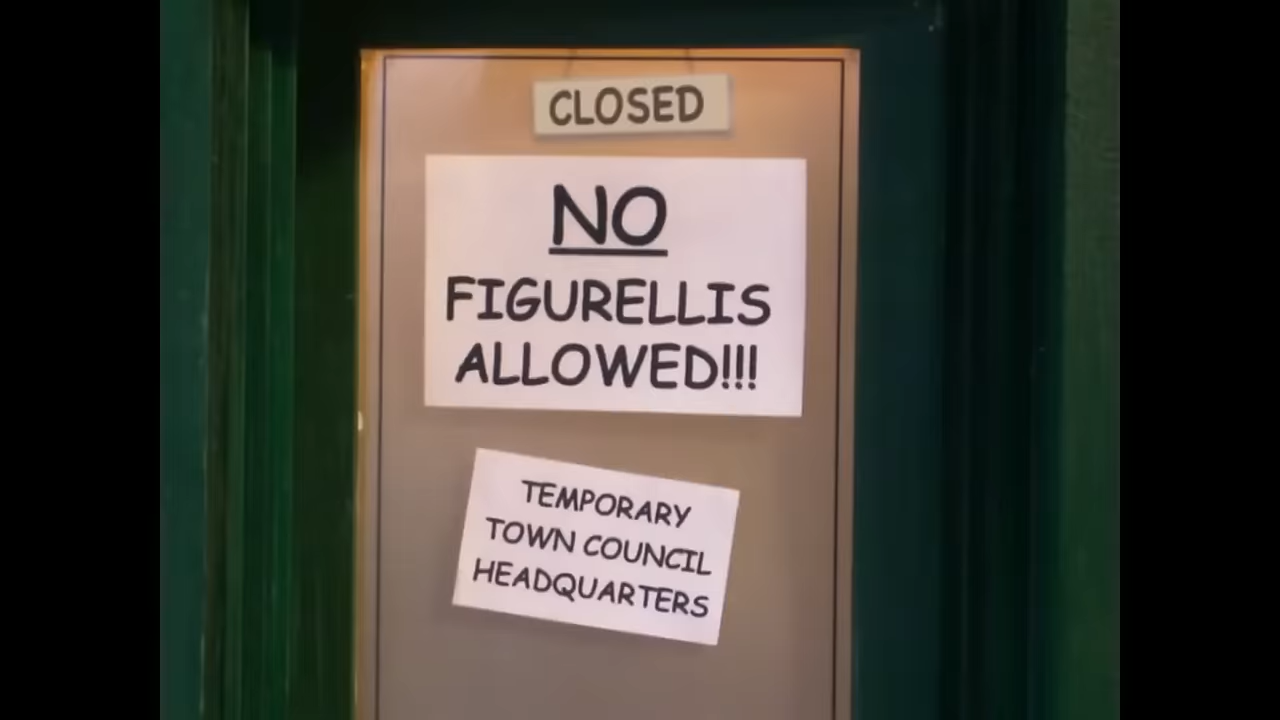 CLOSED
NO
FIGURELLIS
ALLOWED!!!
TEMPORARY
TOWN COUNCIL
HEADQUARTERS